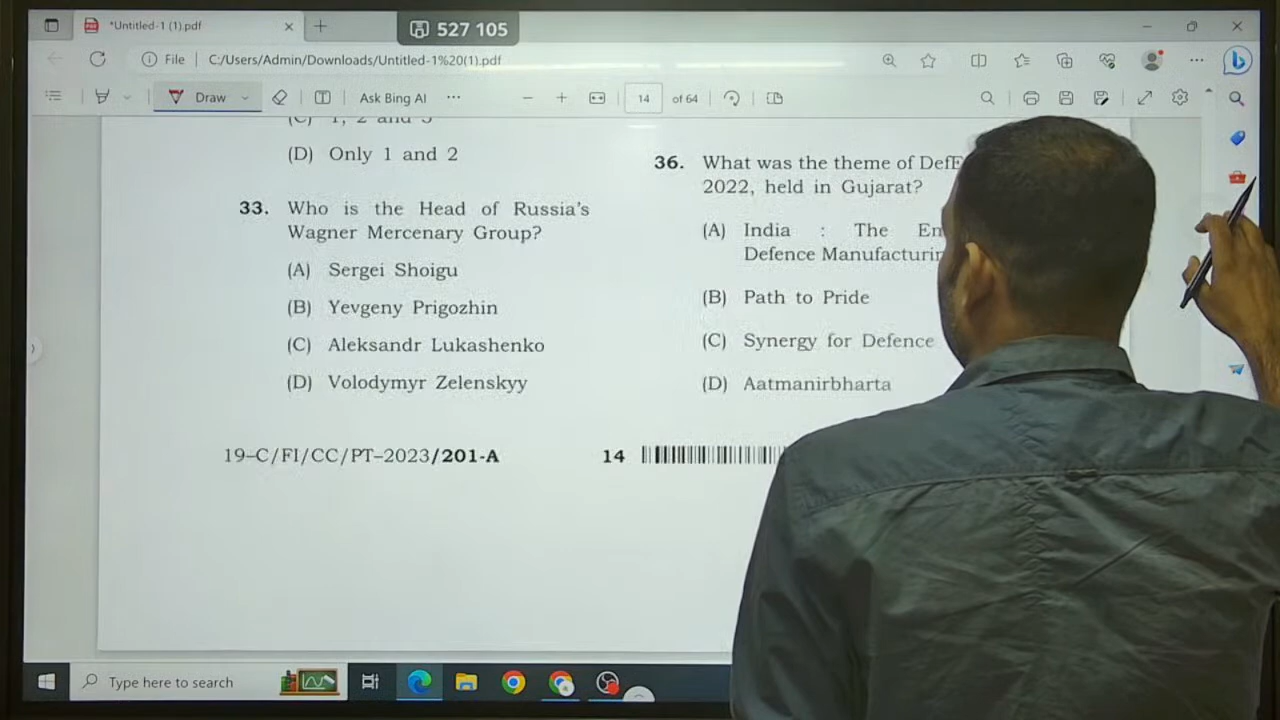 *Untitled-1 (1).pdf
527 105
File
C:/Users/Admin/Downloads/Untitled-1%20(1).pdf
Draw
Ask Bing AI
14
of 64
(D) Only 1 and 2
33. Who is the Head of Russia's
Wagner Mercenary Group?
(A) Sergei Shoigu
(B) Yevgeny Prigozhin
(C) Aleksandr Lukashenko
(D) Volodymyr Zelenskyy
36. What was the theme of DefE
2022, held in Gujarat?
(A) India : The Em
Defence Manufacturin
(B) Path to Pride
(C) Synergy for Defence
(D) Aatmanirbharta
19–C/FI/CC/PT–2023/201-A
14
Type here to search